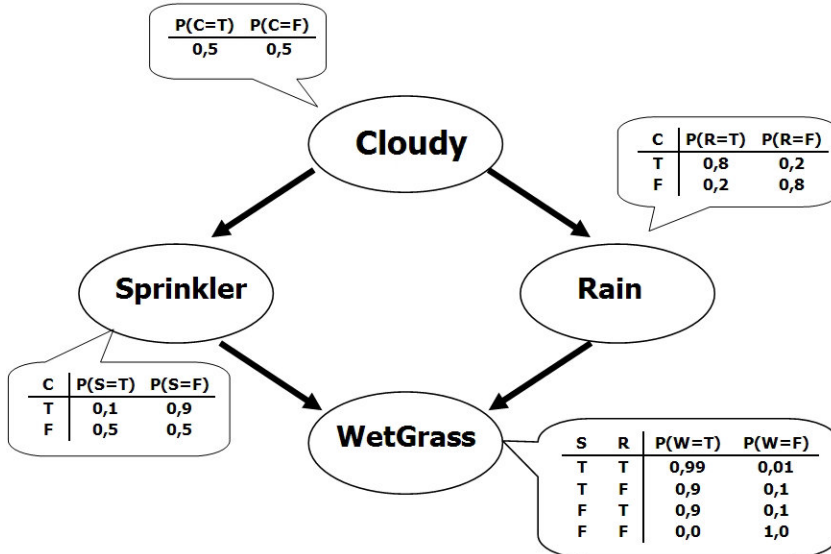 P(C=T) P(C=F)
0,5 0,5
Cloudy
C P(R=T) P(R=F)
T 0,8 0,2
F 0,2 0,8
Sprinkler
Rain
C P(S=T) P(S=F)
T 0,1 0,9
F 0,5 0,5
WetGrass
S R P(W=T) P(W=F)
T T 0,99 0,01
T F 0,9 0,1
F T 0,9 0,1
F F 0,0 1,0